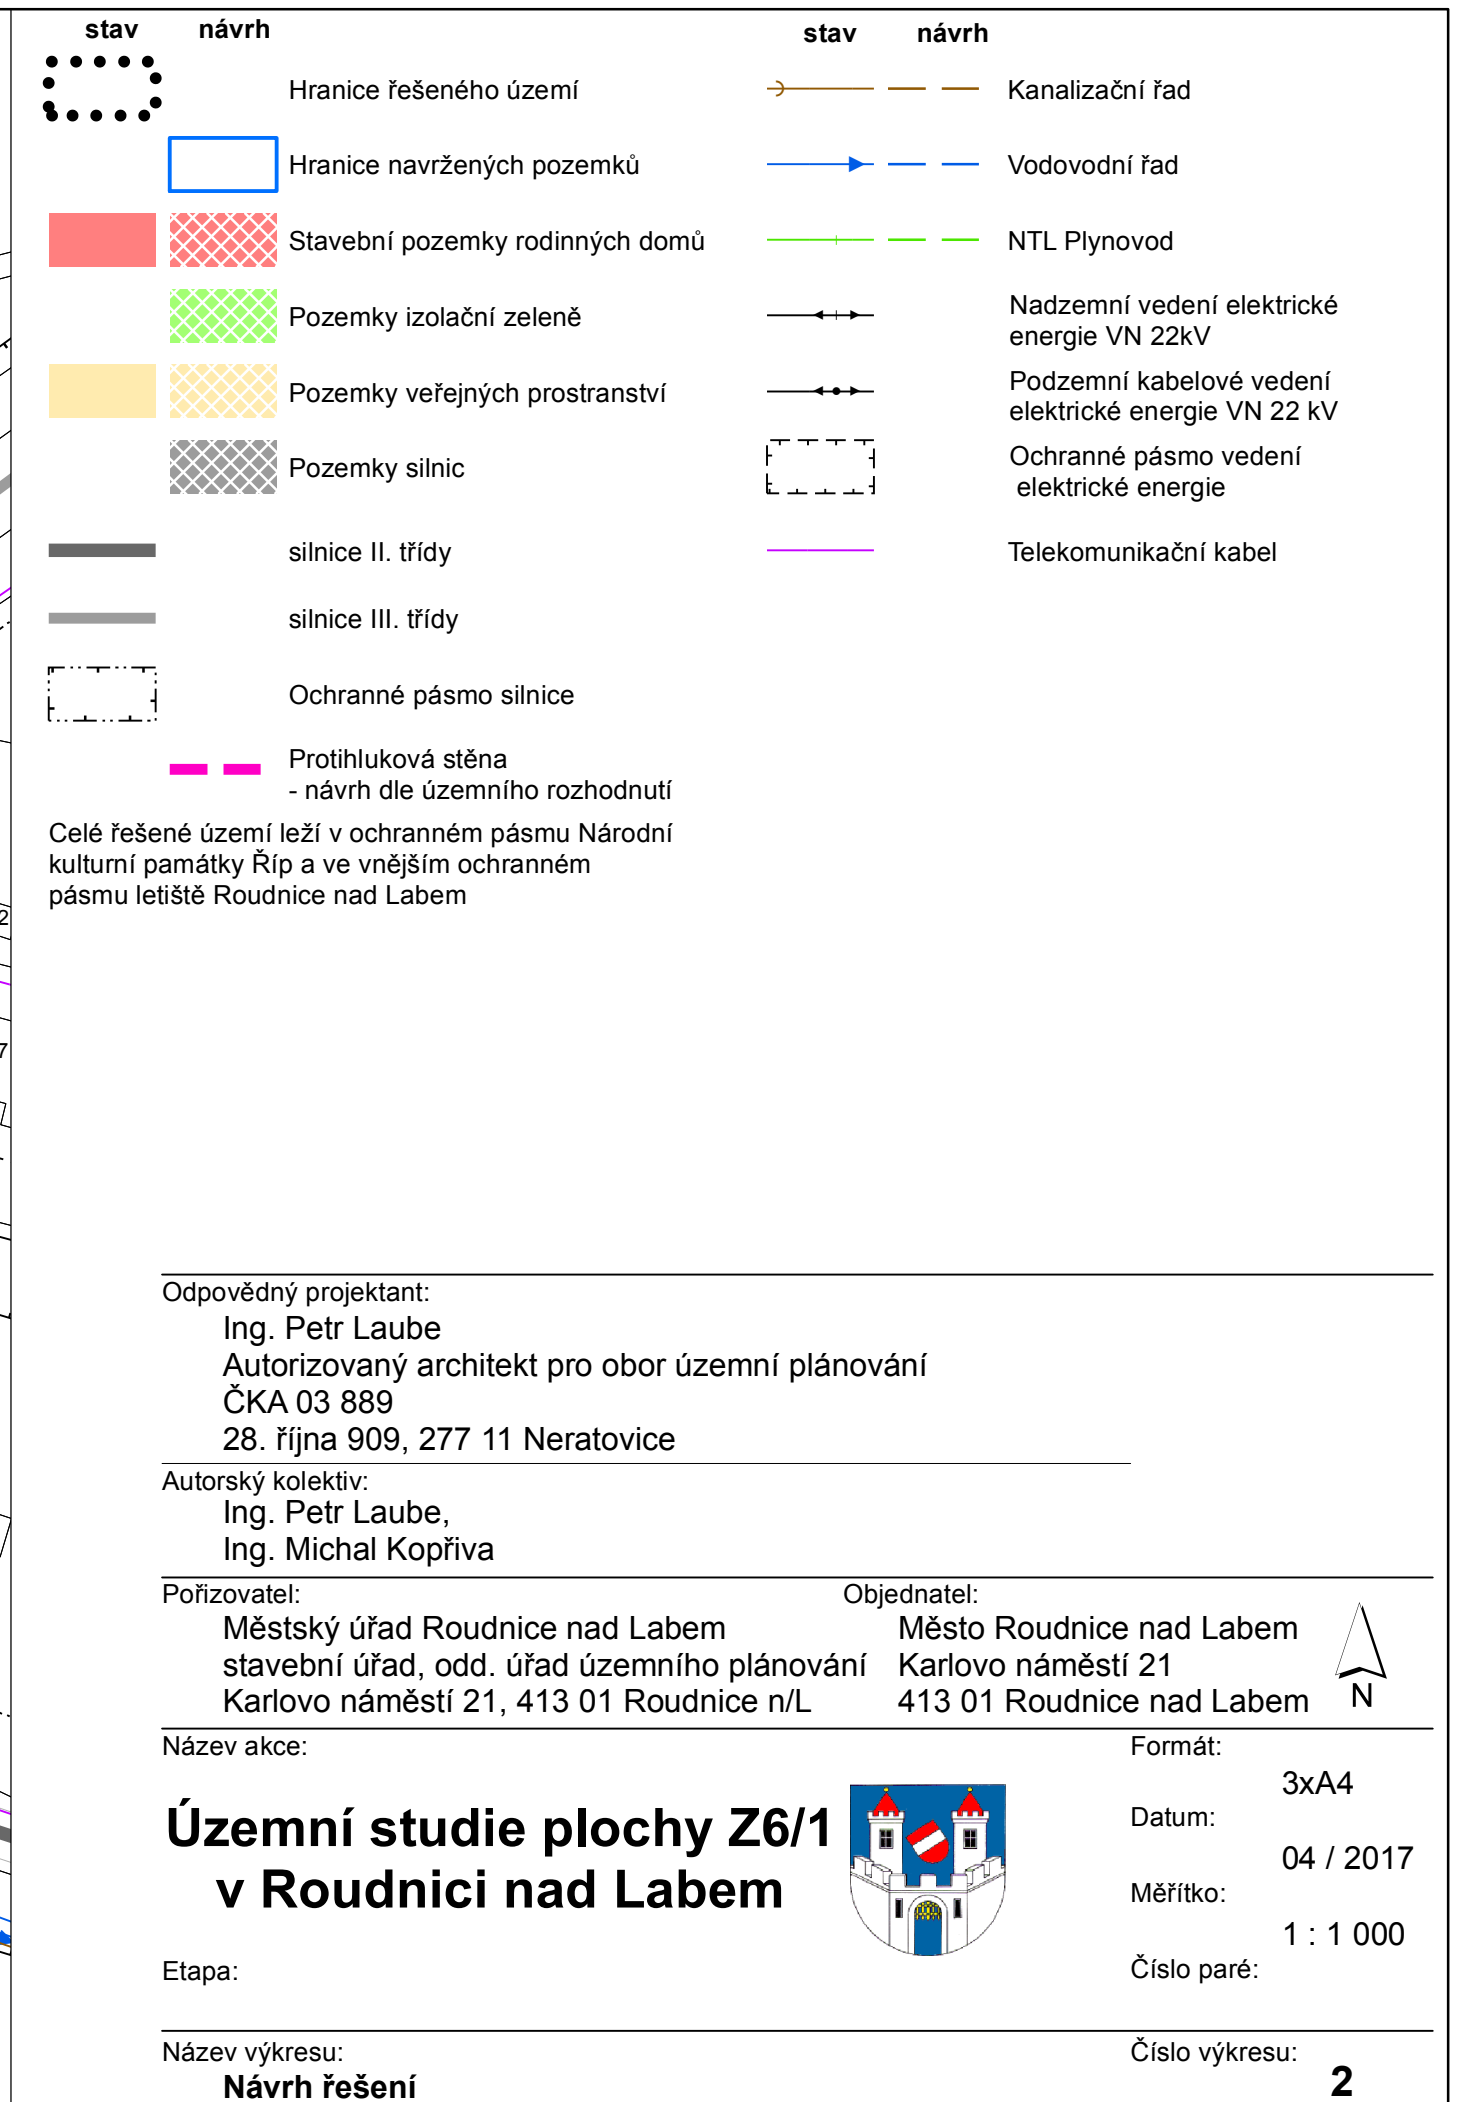 stav návrh
Hranice řešeného území
Hranice navržených pozemků
Stavební pozemky rodinných domů
Pozemky izolační zeleně
Pozemky veřejných prostranství
Pozemky silnic
silnice II. třídy
silnice III. třídy
Ochranné pásmo silnice
Protihluková stěna
- návrh dle územního rozhodnutí
Celé řešené území leží v ochranném pásmu Národní
kulturní památky Říp a ve vnějším ochranném
pásmu letiště Roudnice nad Labem
stav návrh
Kanalizační řad
Vodovodní řad
NTL Plynovod
Nadzemní vedení elektrické
energie VN 22kV
Podzemní kabelové vedení
elektrické energie VN 22 kV
Ochranné pásmo vedení
elektrické energie
Telekomunikační kabel
2
7
Odpovědný projektant:
Ing. Petr Laube
Autorizovaný architekt pro obor územní plánování
ČKA 03 889
28. října 909, 277 11 Neratovice
Autorský kolektiv:
Ing. Petr Laube,
Ing. Michal Kopřiva
Pořizovatel:
Městský úřad Roudnice nad Labem
stavební úřad, odd. úřad územního plánování
Karlovo náměstí 21, 413 01 Roudnice n/L
Objednatel:
Město Roudnice nad Labem
Karlovo náměstí 21
413 01 Roudnice nad Labem
N
Název akce:
Územní studie plochy Z6/1
v Roudnici nad Labem
Etapa:
Formát:
3xA4
Datum:
04 / 2017
Měřítko:
1 : 1 000
Číslo paré:
Název výkresu:
Návrh řešení
Číslo výkresu:
2